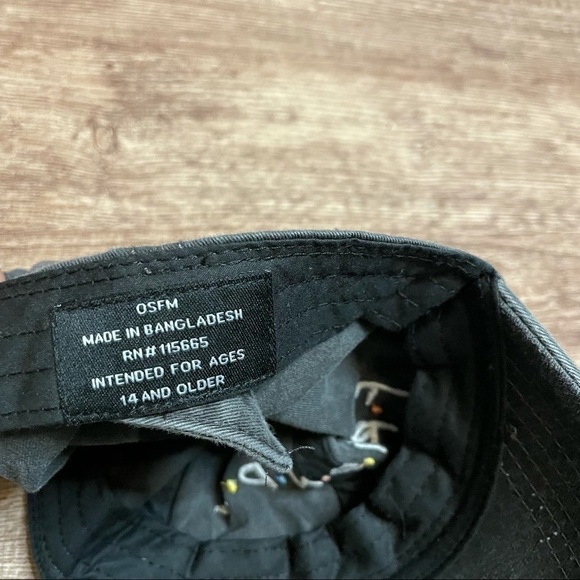 OSFM
MADE IN BANGLADESH
RN# 115665
INTENDED FOR AGES
14 AND OLDER